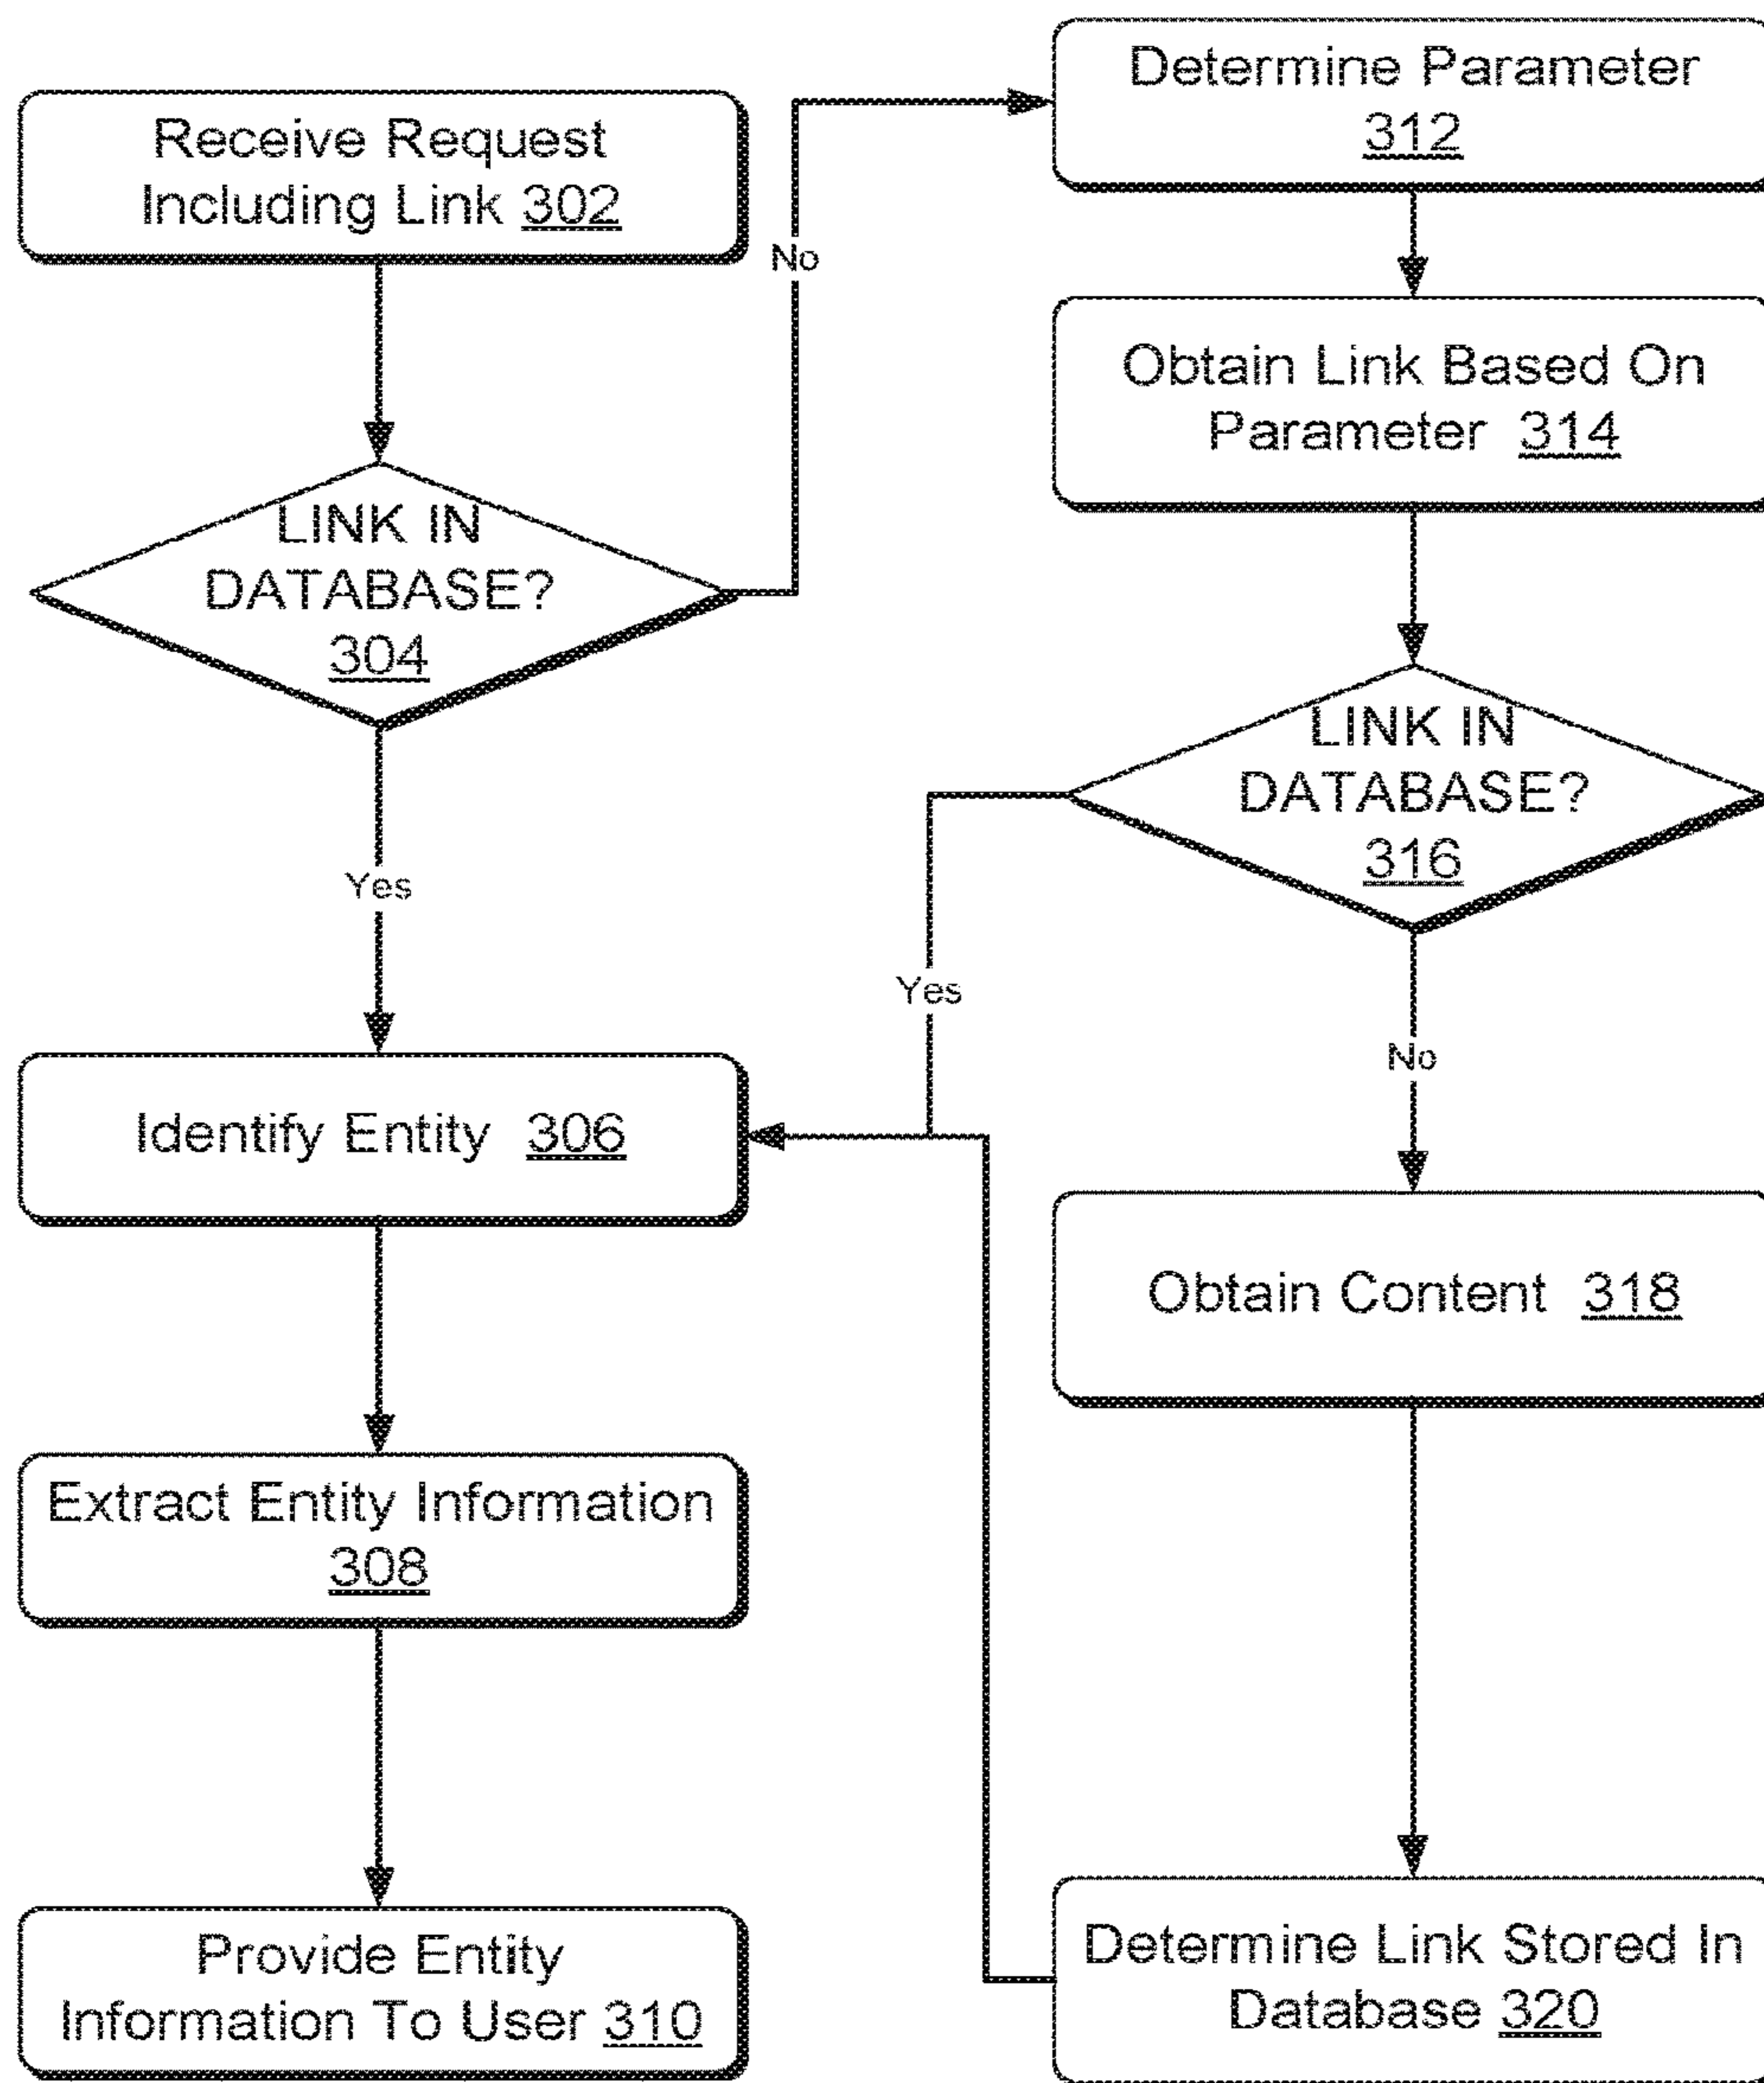 Receive Request
Including Link 302
LINK IN
DATABASE?
304
Yes
No
Identify Entity 306
Extract Entity Information
308
Provide Entity
Information To User 310
Determine Parameter
312
Obtain Link Based On
Parameter 314
LINK IN
DATABASE?
316
Yes
No
Obtain Content 318
Determine Link Stored In
Database 320